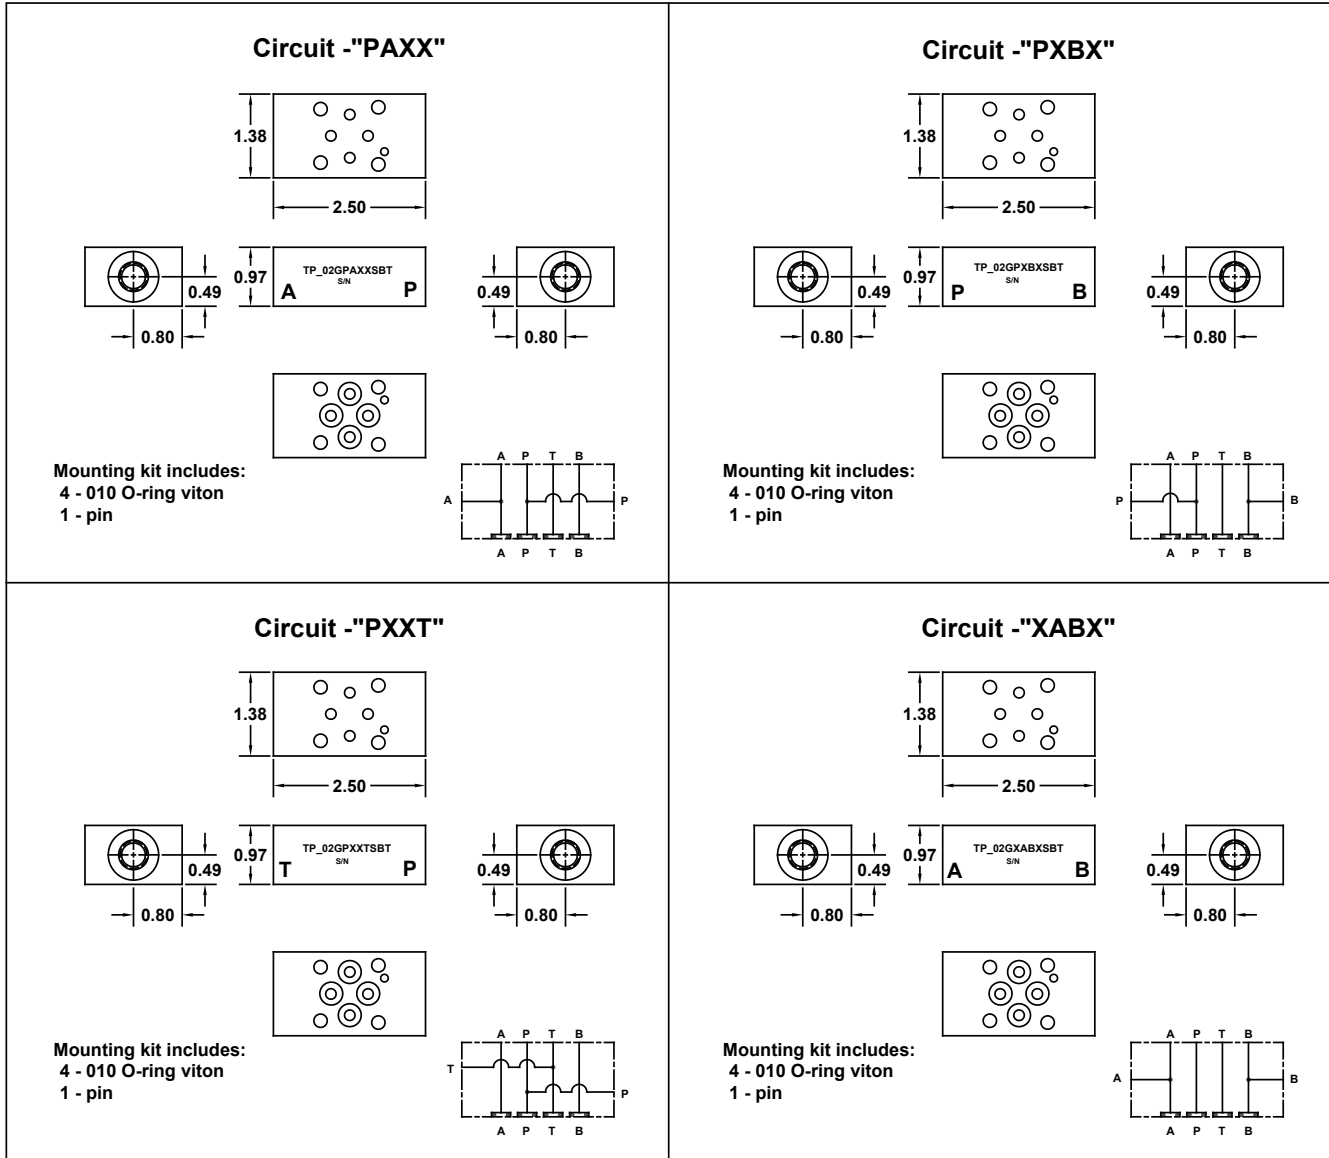 Circuit -"PAXX"
1.38
2.50
0.49
0.80
0.97
TP_02GPAXXSBT
S/N
A P
0.49
0.80
Mounting kit includes:
4 - 010 O-ring viton
1 - pin
A P T B
A P
A P T B
Circuit -"PXBX"
1.38
2.50
0.49
0.80
0.97
TP_02GPXBXSBT
S/N
P B
0.49
0.80
Mounting kit includes:
4 - 010 O-ring viton
1 - pin
A P T B
P B
A P T B
Circuit -"PXXT"
1.38
2.50
0.49
0.80
0.97
TP_02GPXXTSBT
S/N
T P
0.49
0.80
Mounting kit includes:
4 - 010 O-ring viton
1 - pin
A P T B
T
P
A P T B
Circuit -"XABX"
1.38
2.50
0.49
0.80
0.97
TP_02GXABXSBT
S/N
A B
0.49
0.80
Mounting kit includes:
4 - 010 O-ring viton
1 - pin
A P T B
A B
A P T B